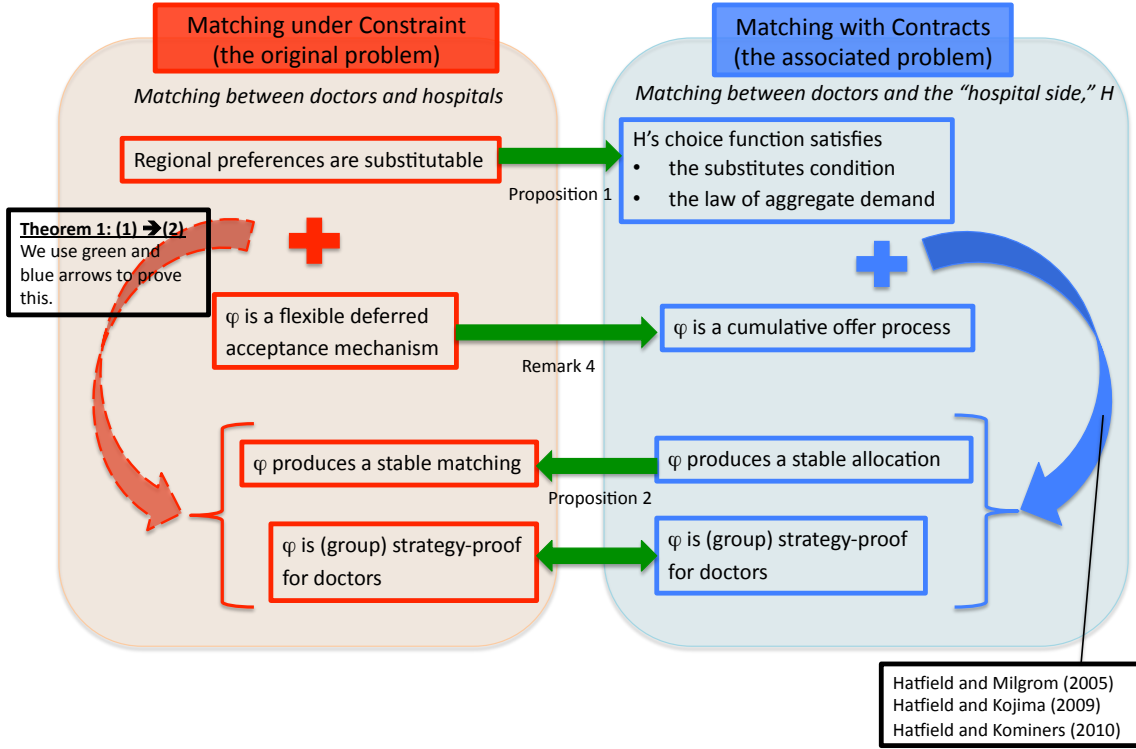 Matching under Constraint
(the original problem)
Matching between doctors and hospitals
Regional preferences are substitutable
Theorem 1: (1) ➔(2)
We use green and
blue arrows to prove
this.
φ is a flexible deferred
acceptance mechanism
φ produces a stable matching
φ is (group) strategy-proof
for doctors
Proposition 1
Remark 4
Proposition 2
Matching with Contracts
(the associated problem)
Matching between doctors and the “hospital side,” H
H’s choice function satisfies
• the substitutes condition
• the law of aggregate demand
φ is a cumulative offer process
φ produces a stable allocation
φ is (group) strategy-proof
for doctors
Hatfield and Milgrom (2005)
Hatfield and Kojima (2009)
Hatfield and Kominers (2010)